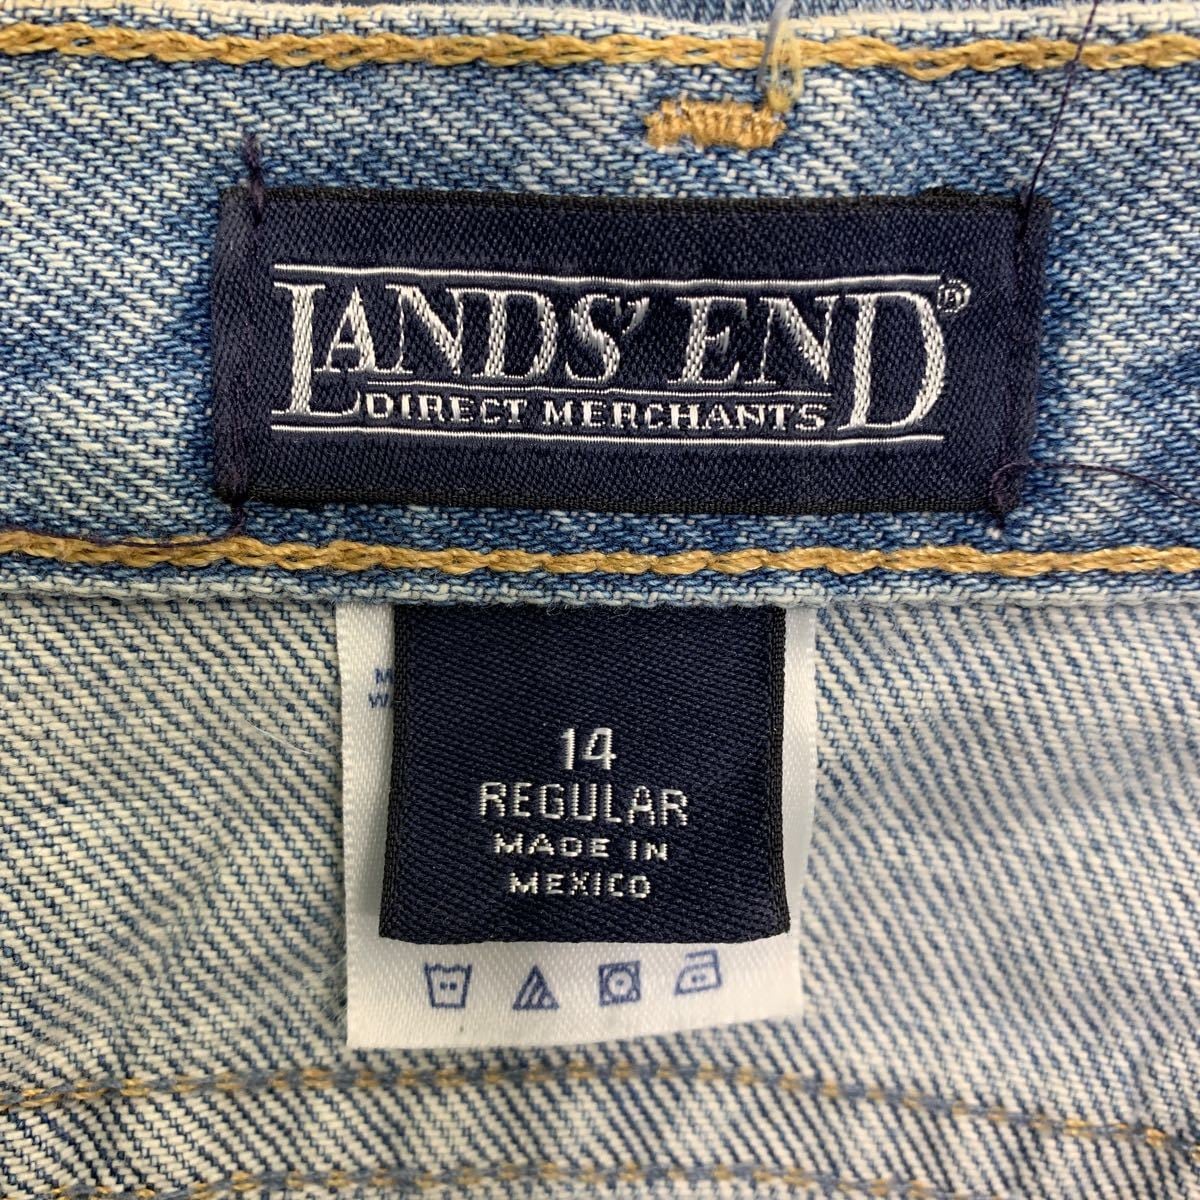 LANDS' END®
DIRECT MERCHANTS
14
REGULAR
MADE IN
MEXICO